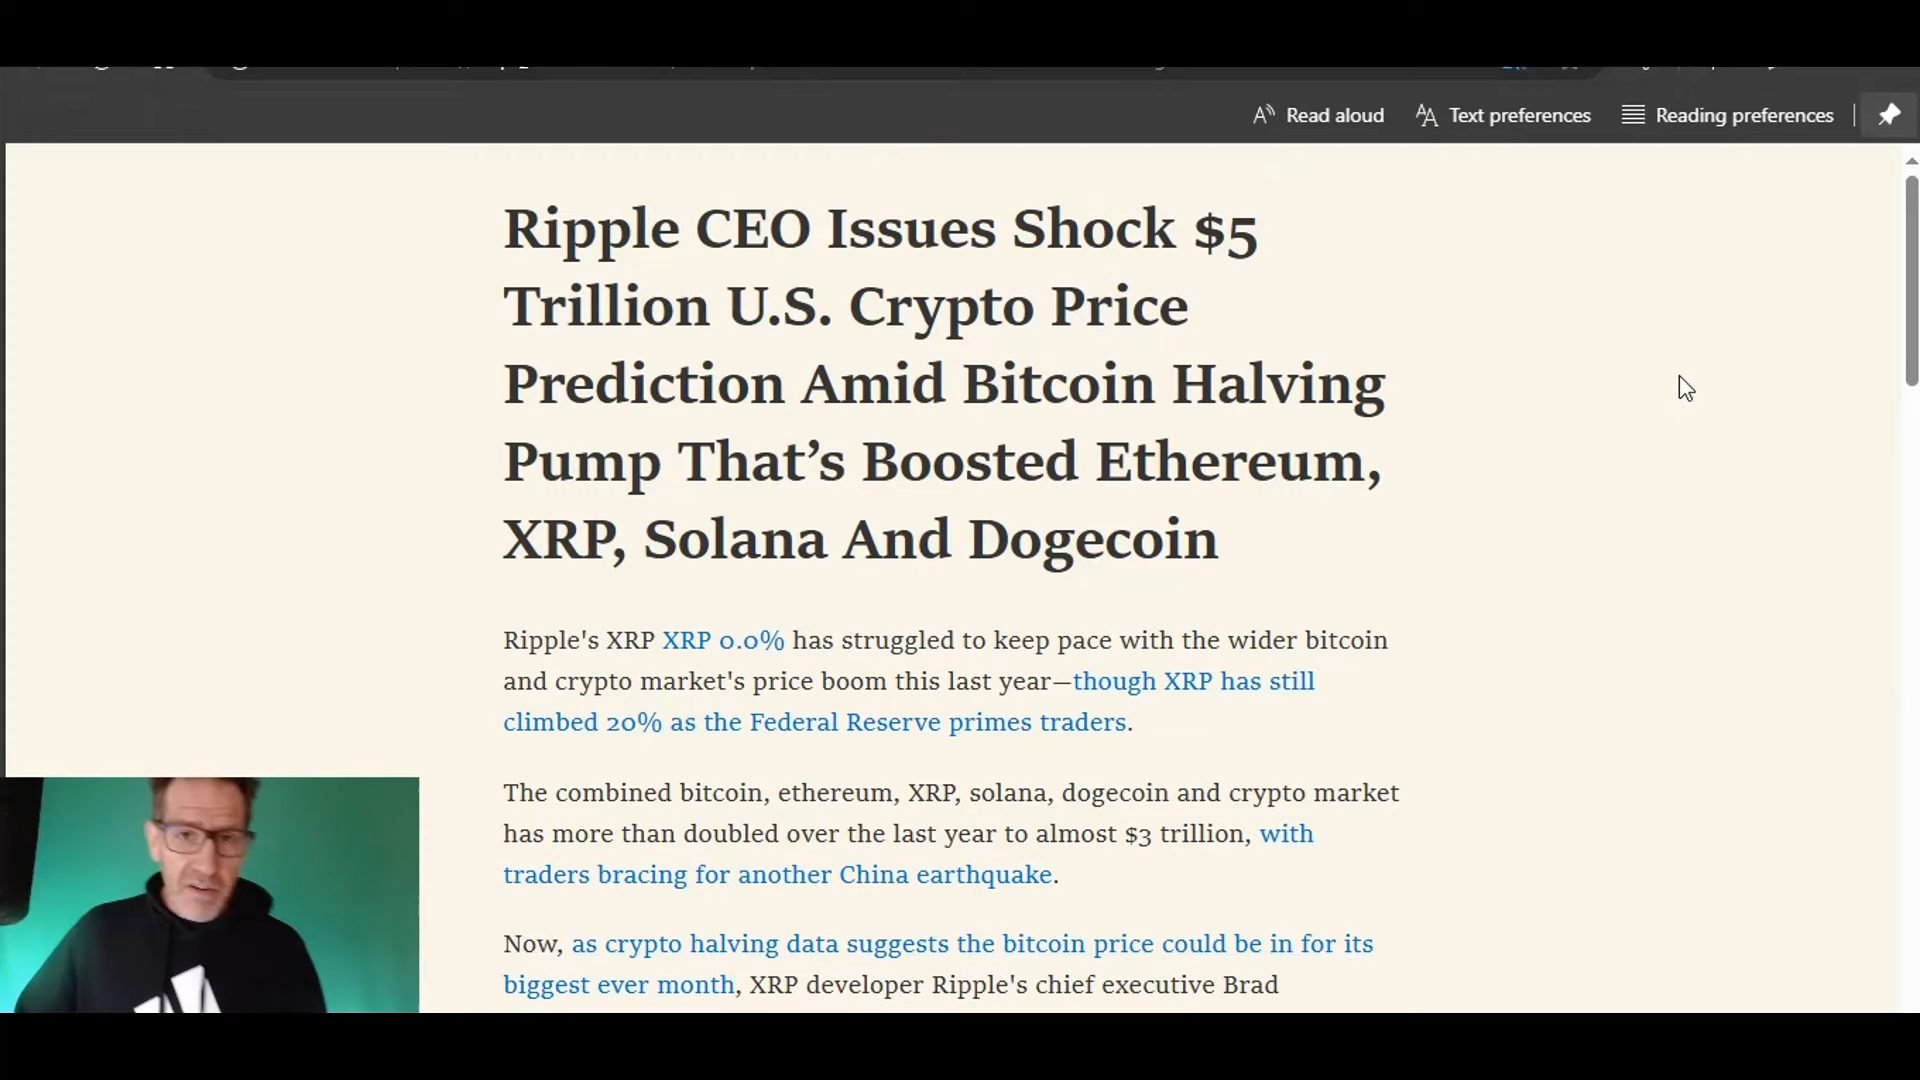 Read aloud Text preferences Reading preferences
Ripple CEO Issues Shock $5
Trillion U.S. Crypto Price
Prediction Amid Bitcoin Halving
Pump That’s Boosted Ethereum,
XRP, Solana And Dogecoin
Ripple's XRP XRP 0.0% has struggled to keep pace with the wider bitcoin
and crypto market's price boom this last year—though XRP has still
climbed 20% as the Federal Reserve primes traders.
The combined bitcoin, ethereum, XRP, solana, dogecoin and crypto market
has more than doubled over the last year to almost $3 trillion, with
traders bracing for another China earthquake.
Now, as crypto halving data suggests the bitcoin price could be in for its
biggest ever month, XRP developer Ripple's chief executive Brad